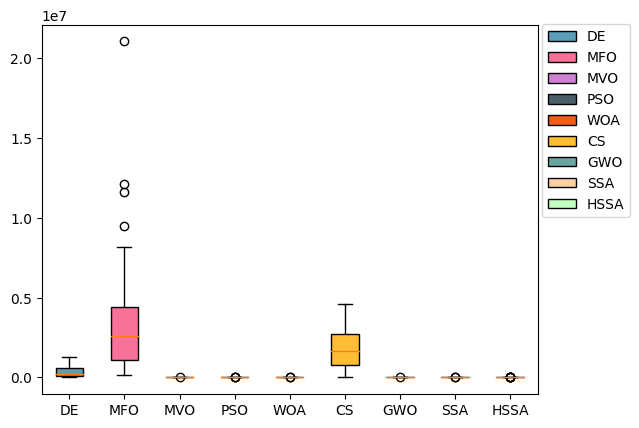 1e7
2.0
1.5
1.0
0.5
0.0
DE MFO MVO PSO WOA CS GWO SSA HSSA
DE
MFO
MVO
PSO
WOA
CS
GWO
SSA
HSSA